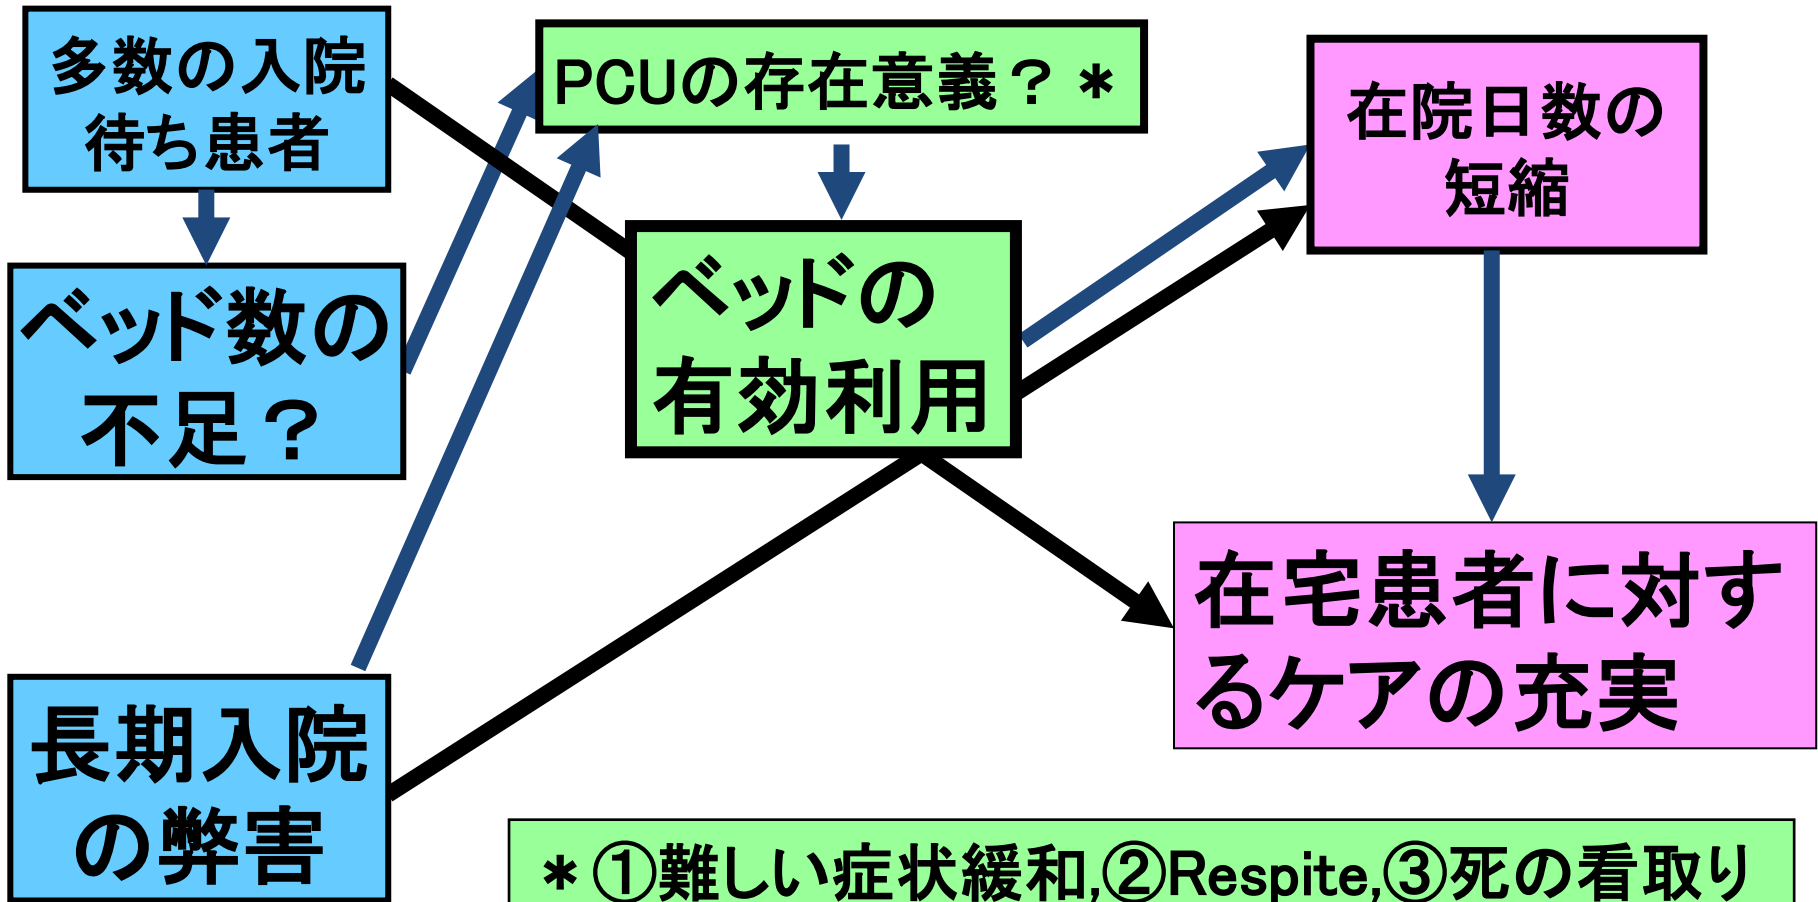 多数の入院
待ち患者
PCUの存在意義？＊
在院日数の
短縮
ベッド数の
不足？
ベッドの
有効利用
在宅患者に対す
るケアの充実
長期入院
の弊害
＊①難しい症状緩和,②Respite,③死の看取り